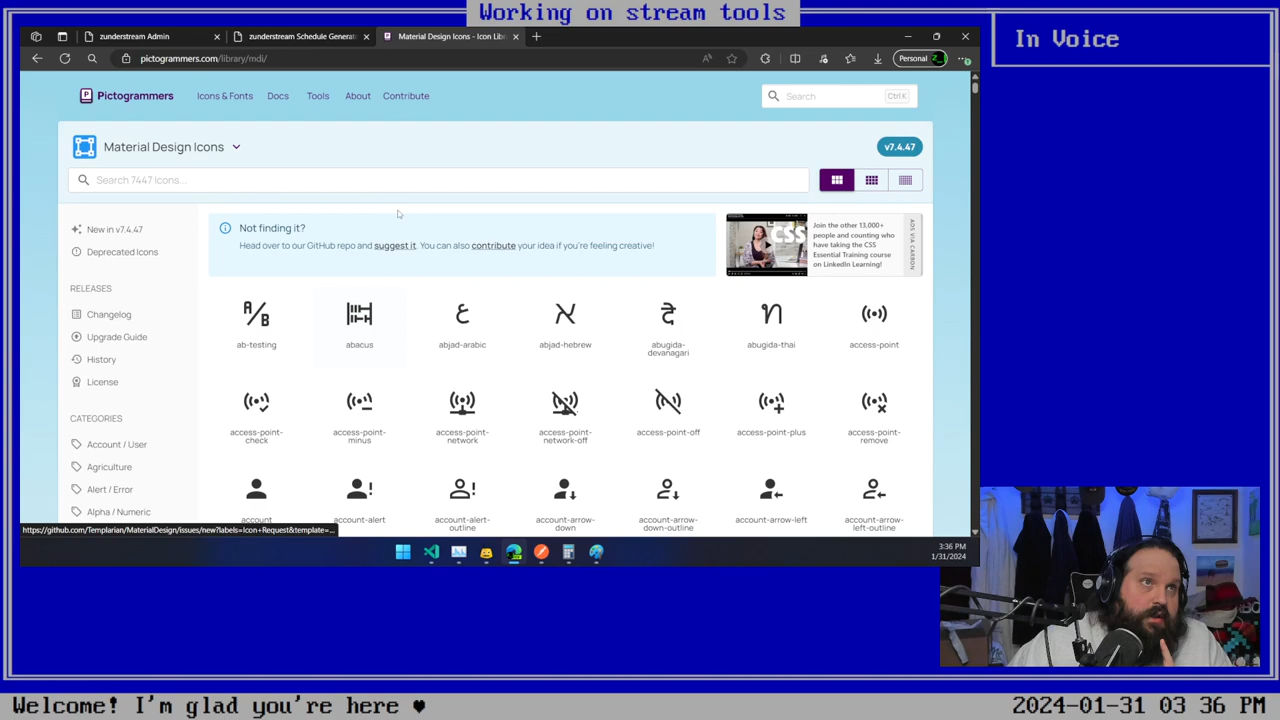 Working on stream tools
In Voice
zunderstream Admin
zunderstream Schedule Generat
Material Design Icons - Icon Libr
pictogrammers.com/library/mdi/
Personal
Pictogrammers
Icons & Fonts
Docs
Tools
About
Contribute
Search
Ctrl K
Material Design Icons
v7.4.47
Search 7447 Icons...
New in v7.4.47
Deprecated Icons
RELEASES
Changelog
Upgrade Guide
History
License
CATEGORIES
Account / User
Agriculture
Alert / Error
Alpha / Numeric
Not finding it?
Head over to our GitHub repo and suggest it. You can also contribute your idea if you're feeling creative!
CSS
Join the other 13,000+
people and counting who
have taking the CSS
Essential Training course
on LinkedIn Learning!
ADS VIA CARBON
ab-testing
abacus
abjad-arabic
abjad-hebrew
abugida-
devanagari
abugida-thai
access-point
access-point-
check
access-point-
minus
access-point-
network
access-point-
network-off
access-point-off
access-point-plus
access-point-
remove
account
account-alert
account-alert-
outline
account-arrow-
down
account-arrow-
down-outline
account-arrow-left
account-arrow-
left-outline
https://github.com/Templarian/MaterialDesign/issues/new?labels=Icon+Request&template=...
3:36 PM
1/31/2024
Welcome! I'm glad you're here ♥
2024-01-31 03 36 PM